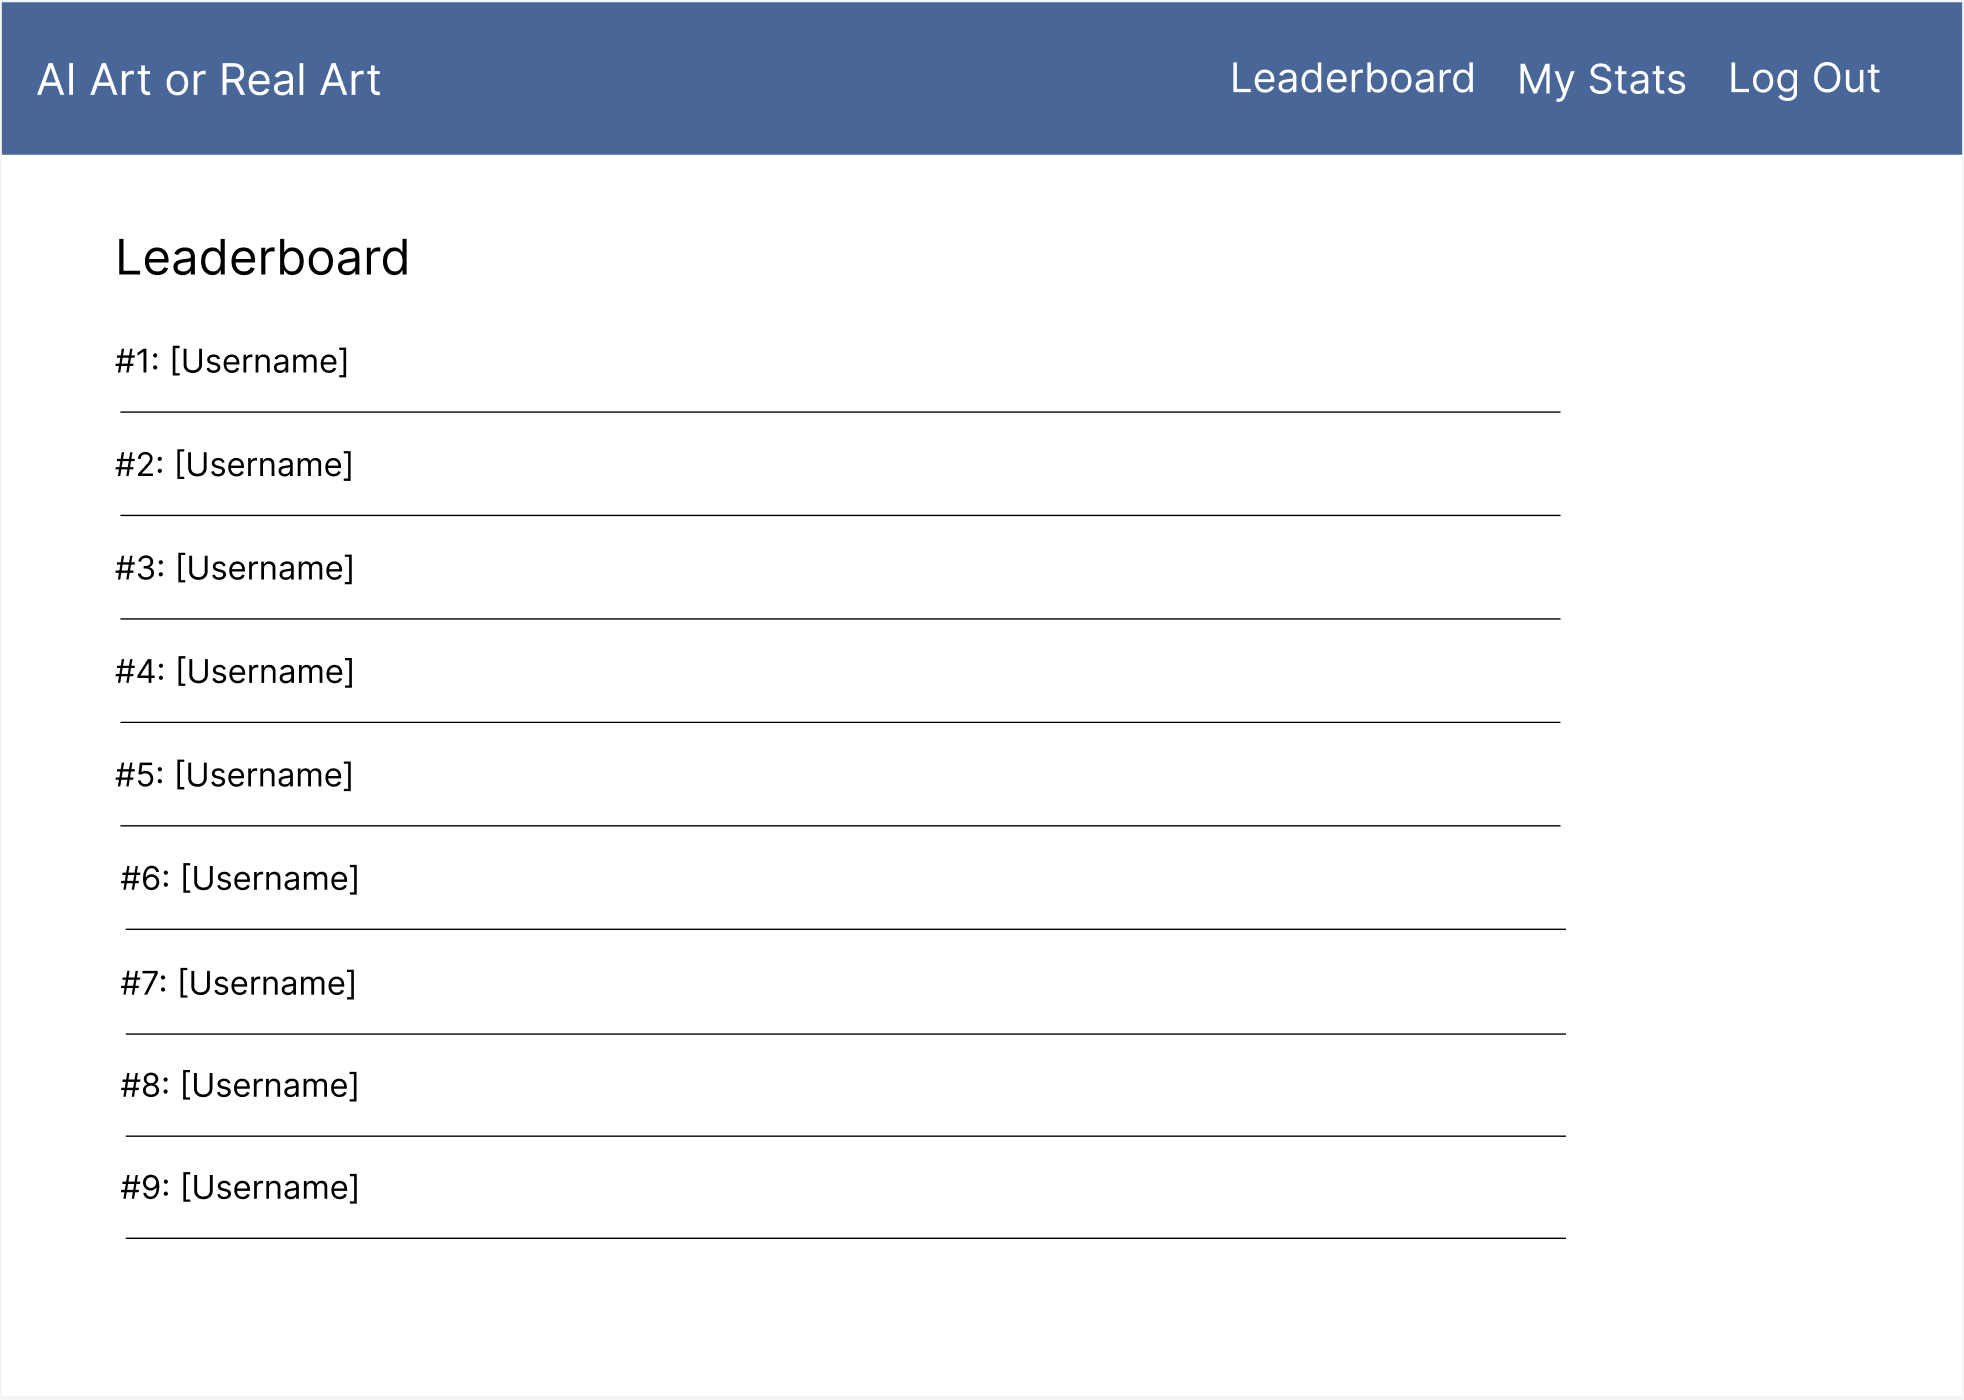 AI Art or Real Art Leaderboard My Stats Log Out
Leaderboard
#1: [Username]
#2: [Username]
#3: [Username]
#4: [Username]
#5: [Username]
#6: [Username]
#7: [Username]
#8: [Username]
#9: [Username]